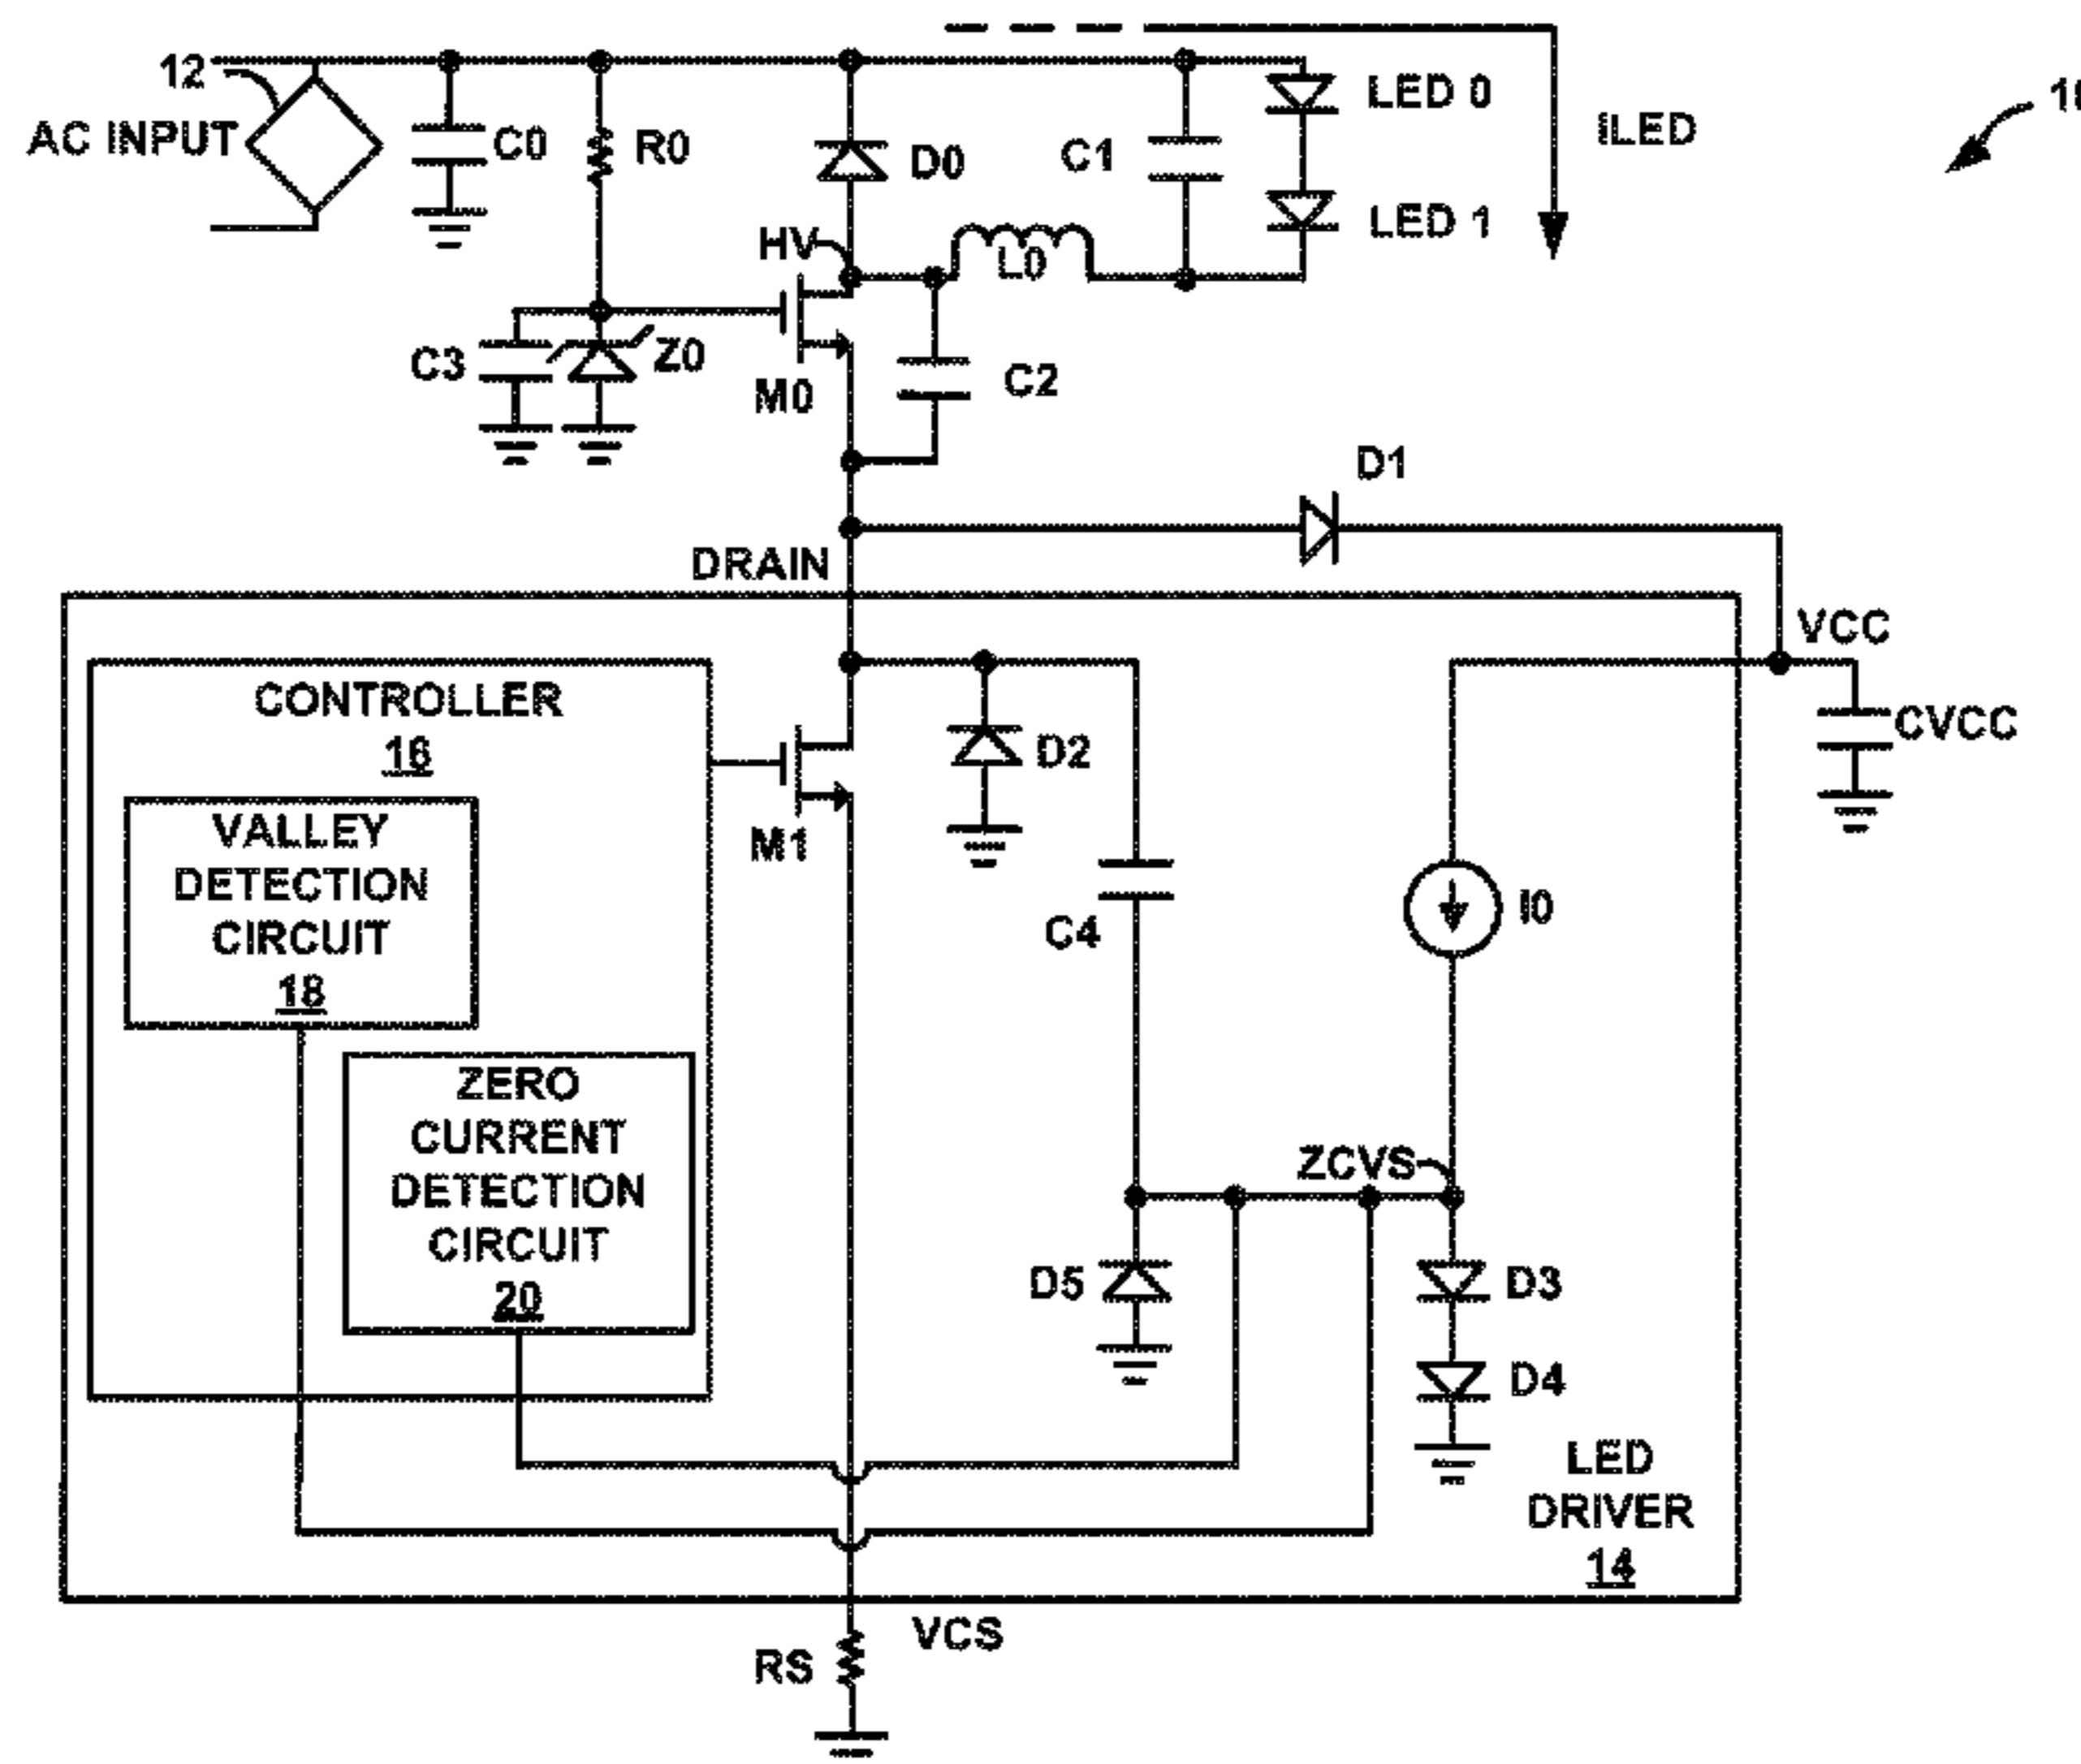 12
AC INPUT
C0
R0
D0
C1
LED 0
LED 1
ILED
HV
L0
C3
Z0
M0
C2
D1
DRAIN
VCC
CVCC
CONTROLLER
16
VALLEY
DETECTION
CIRCUIT
18
ZERO
CURRENT
DETECTION
CIRCUIT
20
M1
D2
C4
I0
ZCVS
D5
D3
D4
LED
DRIVER
14
VCS
RS